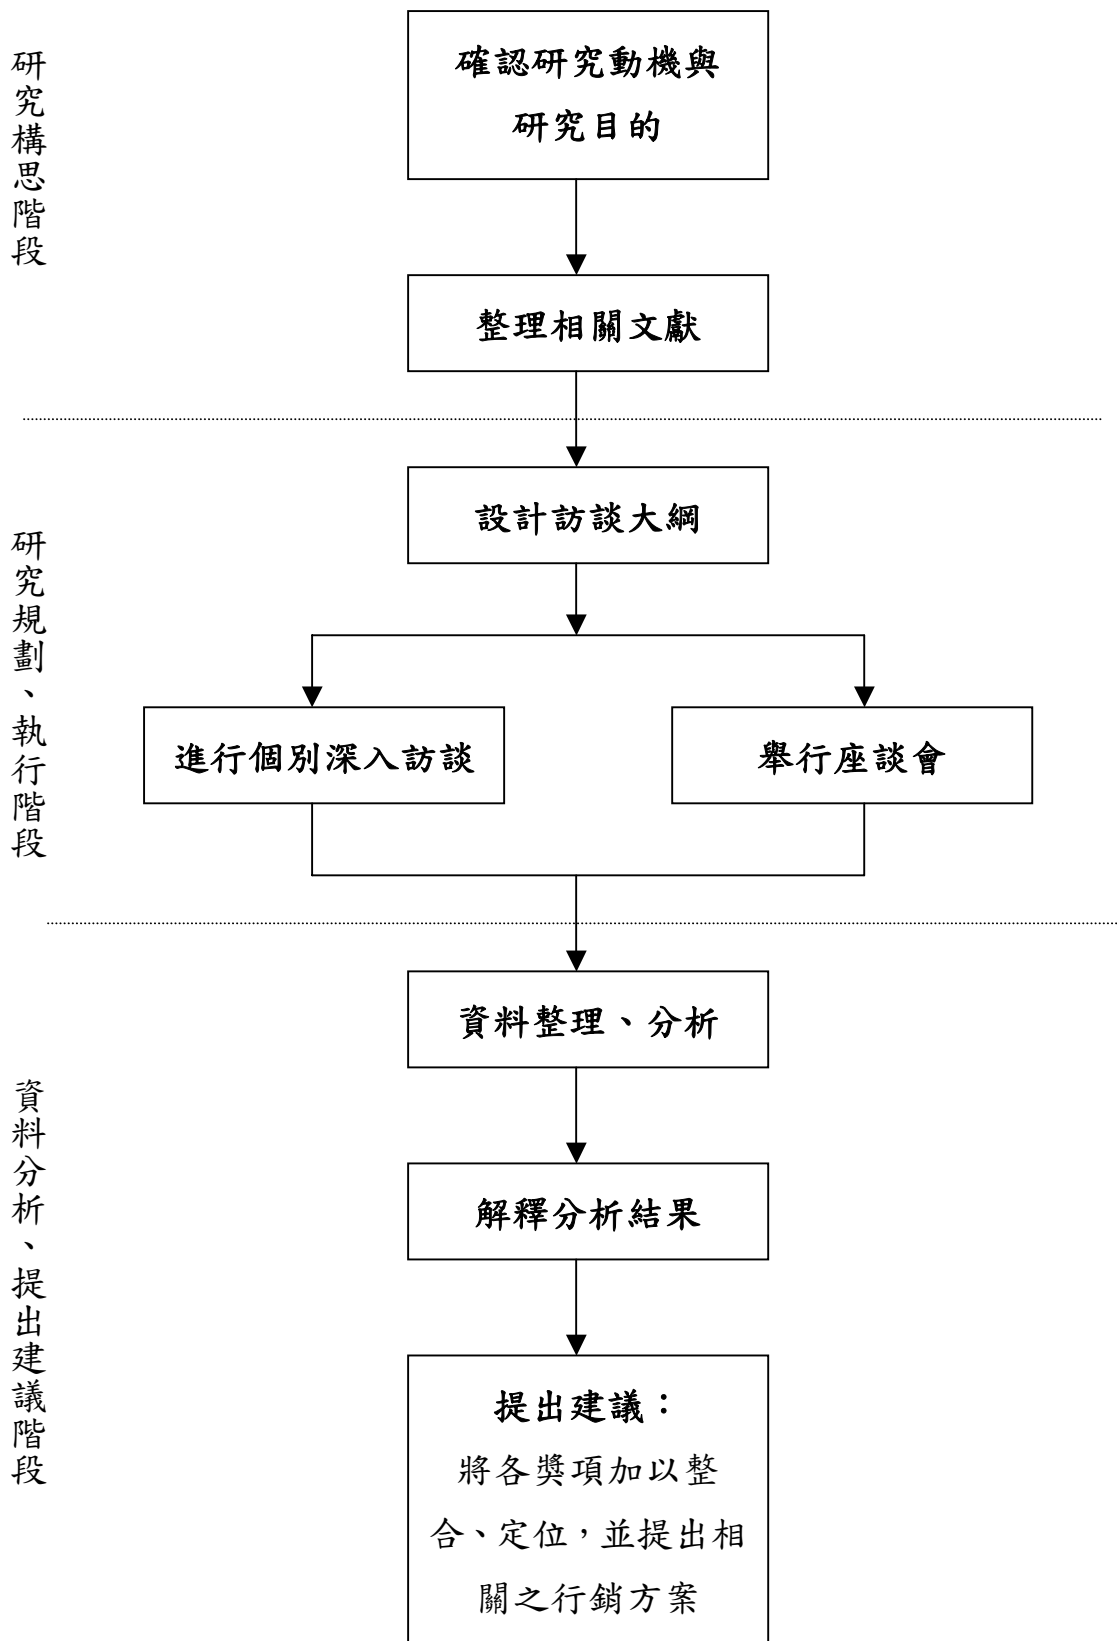 研究構思階段
確認研究動機與
研究目的
整理相關文獻
研究規劃、執行階段
設計訪談大綱
進行個別深入訪談
舉行座談會
資料分析、提出建議階段
資料整理、分析
解釋分析結果
提出建議：
將各獎項加以整
合、定位，並提出相
關之行銷方案